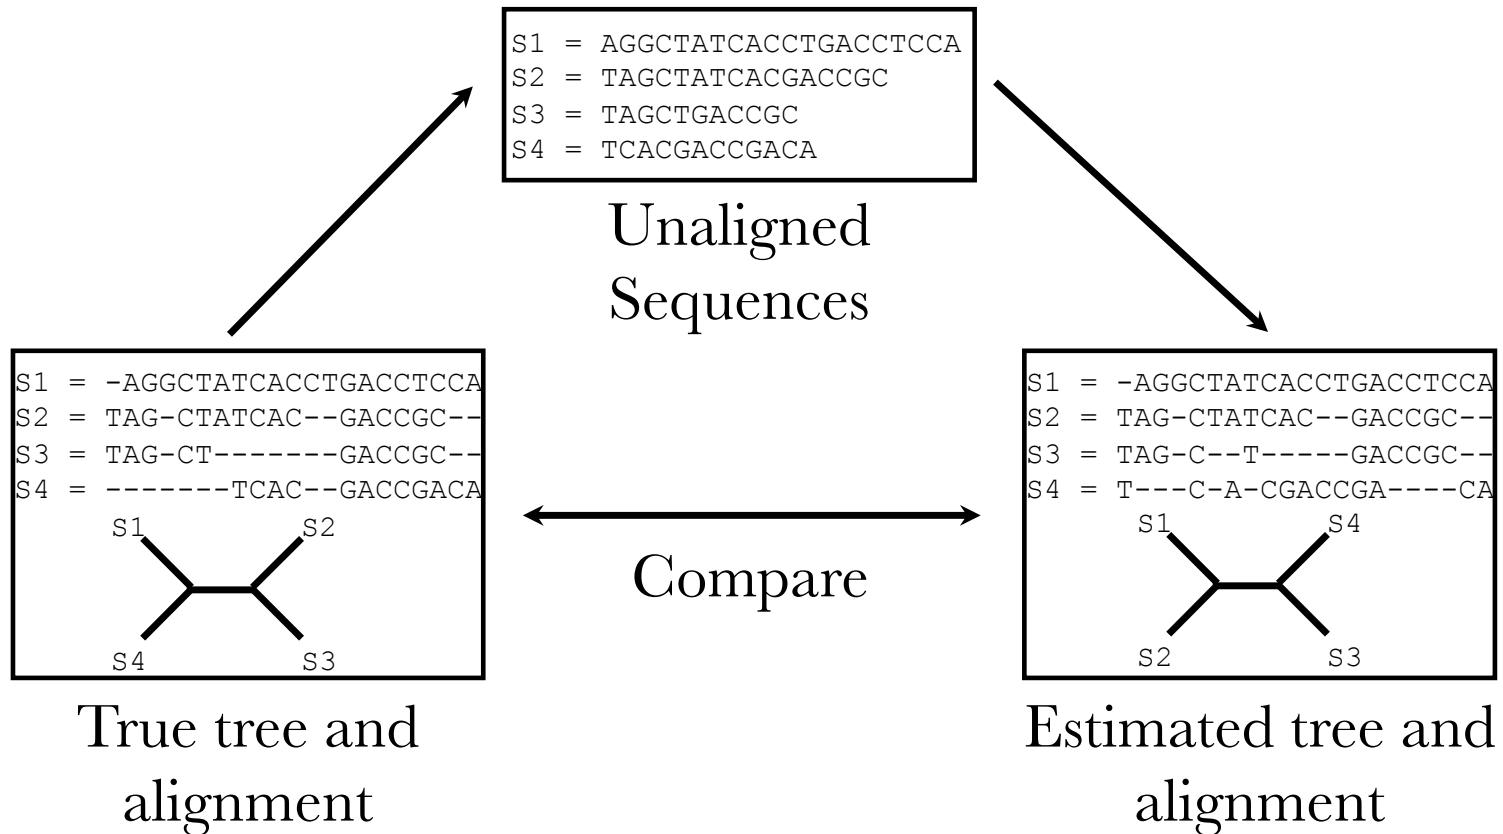 S1 = AGGCTATCACCTGACCTCCA
S2 = TAGCTATCACGACCGC
S3 = TAGCTGACCGC
S4 = TCACGACCGACA
Unaligned
Sequences
S1 = -AGGCTATCACCTGACCTCCA
S2 = TAG-CTATCAC--GACCGC--
S3 = TAG-CT-------GACCGC--
S4 = -------TCAC--GACCGACA
S1 S2
S4 S3
True tree and
alignment
Compare
S1 = -AGGCTATCACCTGACCTCCA
S2 = TAG-CTATCAC--GACCGC--
S3 = TAG-C--T-----GACCGC--
S4 = T---C-A-CGACCGA----CA
S1 S4
S2 S3
Estimated tree and
alignment